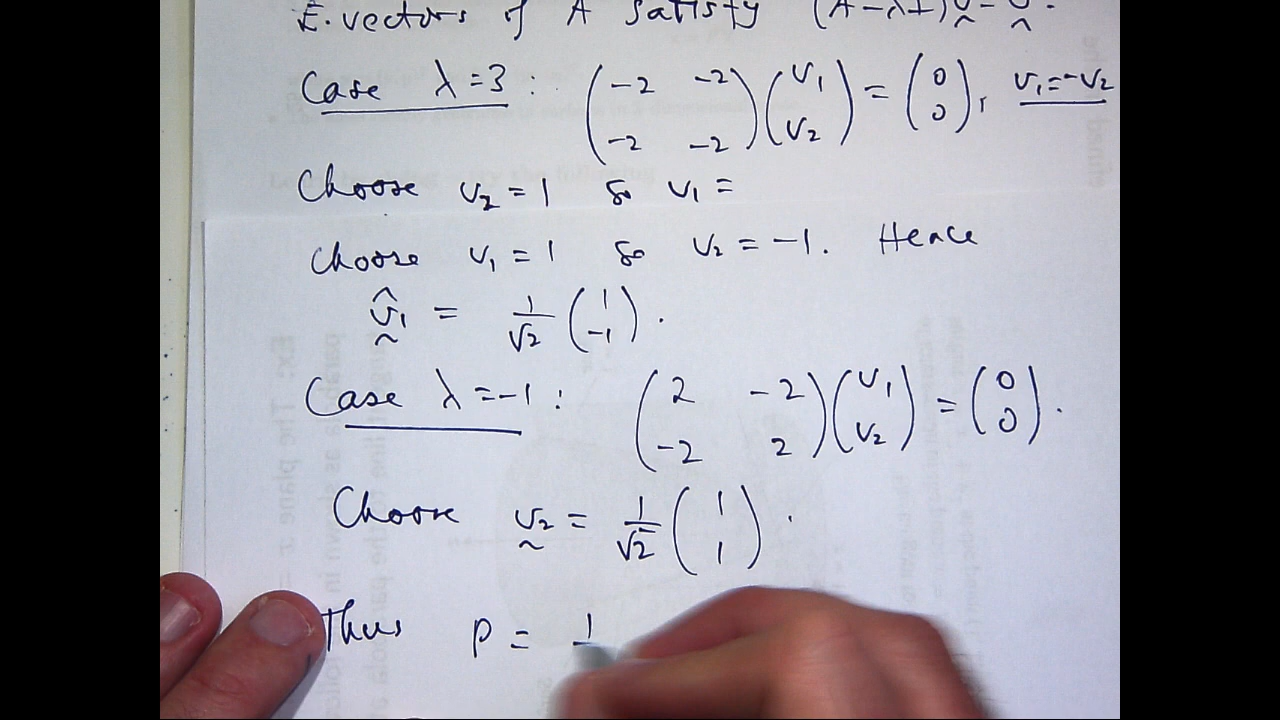 E.vectors of A satisfy (A-λI)v = 0.
Case λ=3: (-2 -2; -2 -2)(v1; v2) = (0; 0), v1=-v2
Choose v2 = 1 so v1 =
Choose v1 = 1 so v2 = -1. Hence
v̂1 = 1/√2 (1; -1).
Case λ=-1: (2 -2; -2 2)(v1; v2) = (0; 0).
Choose v2 = 1/√2 (1; 1).
Thus P = 1